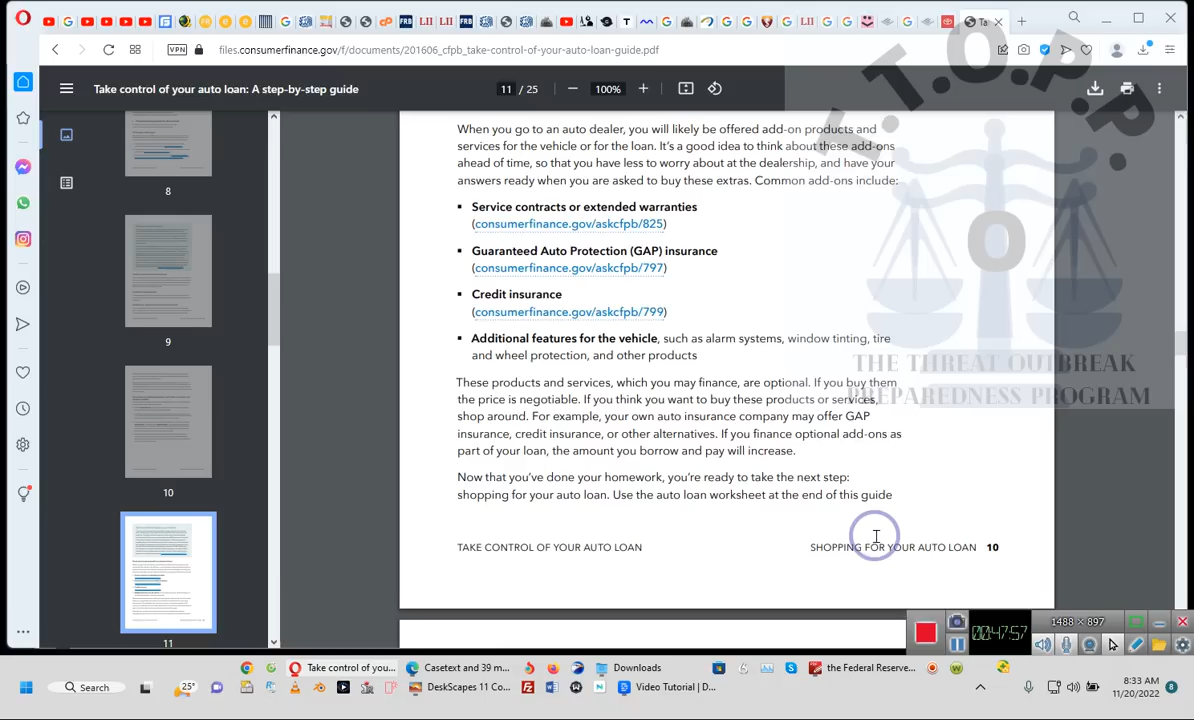 files.consumerfinance.gov/f/documents/201606_cfpb_take-control-of-your-auto-loan-guide.pdf
VPN
Take control of your auto loan: A step-by-step guide
11 / 25
100%
When you go to an auto dealer, you will likely be offered add-on products and
services for the vehicle or for the loan. It's a good idea to think about these add-ons
ahead of time, so that you have less to worry about at the dealership, and have your
answers ready when you are asked to buy these extras. Common add-ons include:
▪ Service contracts or extended warranties
(consumerfinance.gov/askcfpb/825)
▪ Guaranteed Auto Protection (GAP) insurance
(consumerfinance.gov/askcfpb/797)
▪ Credit insurance
(consumerfinance.gov/askcfpb/799)
▪ Additional features for the vehicle, such as alarm systems, window tinting, tire
and wheel protection, and other products
These products and services, which you may finance, are optional. If you buy them
the price is negotiable. If you think you want to buy these products or services,
shop around. For example, your own auto insurance company may offer GAP
insurance, credit insurance, or other alternatives. If you finance optional add-ons as
part of your loan, the amount you borrow and pay will increase.
Now that you've done your homework, you're ready to take the next step:
shopping for your auto loan. Use the auto loan worksheet at the end of this guide
TAKE CONTROL OF YOUR AUTO LOAN
SHOPPING FOR YOUR AUTO LOAN 10
8
9
10
11
T.T.O.P.P.
THE THREAT OUTBREAK
PREPAREDNESS PROGRAM
00:47:57
1488 × 897
Take control of you...
Casetext and 39 m...
Downloads
the Federal Reserve...
Search
25°
DeskScapes 11 Co...
Video Tutorial | D...
8:33 AM
11/20/2022
8